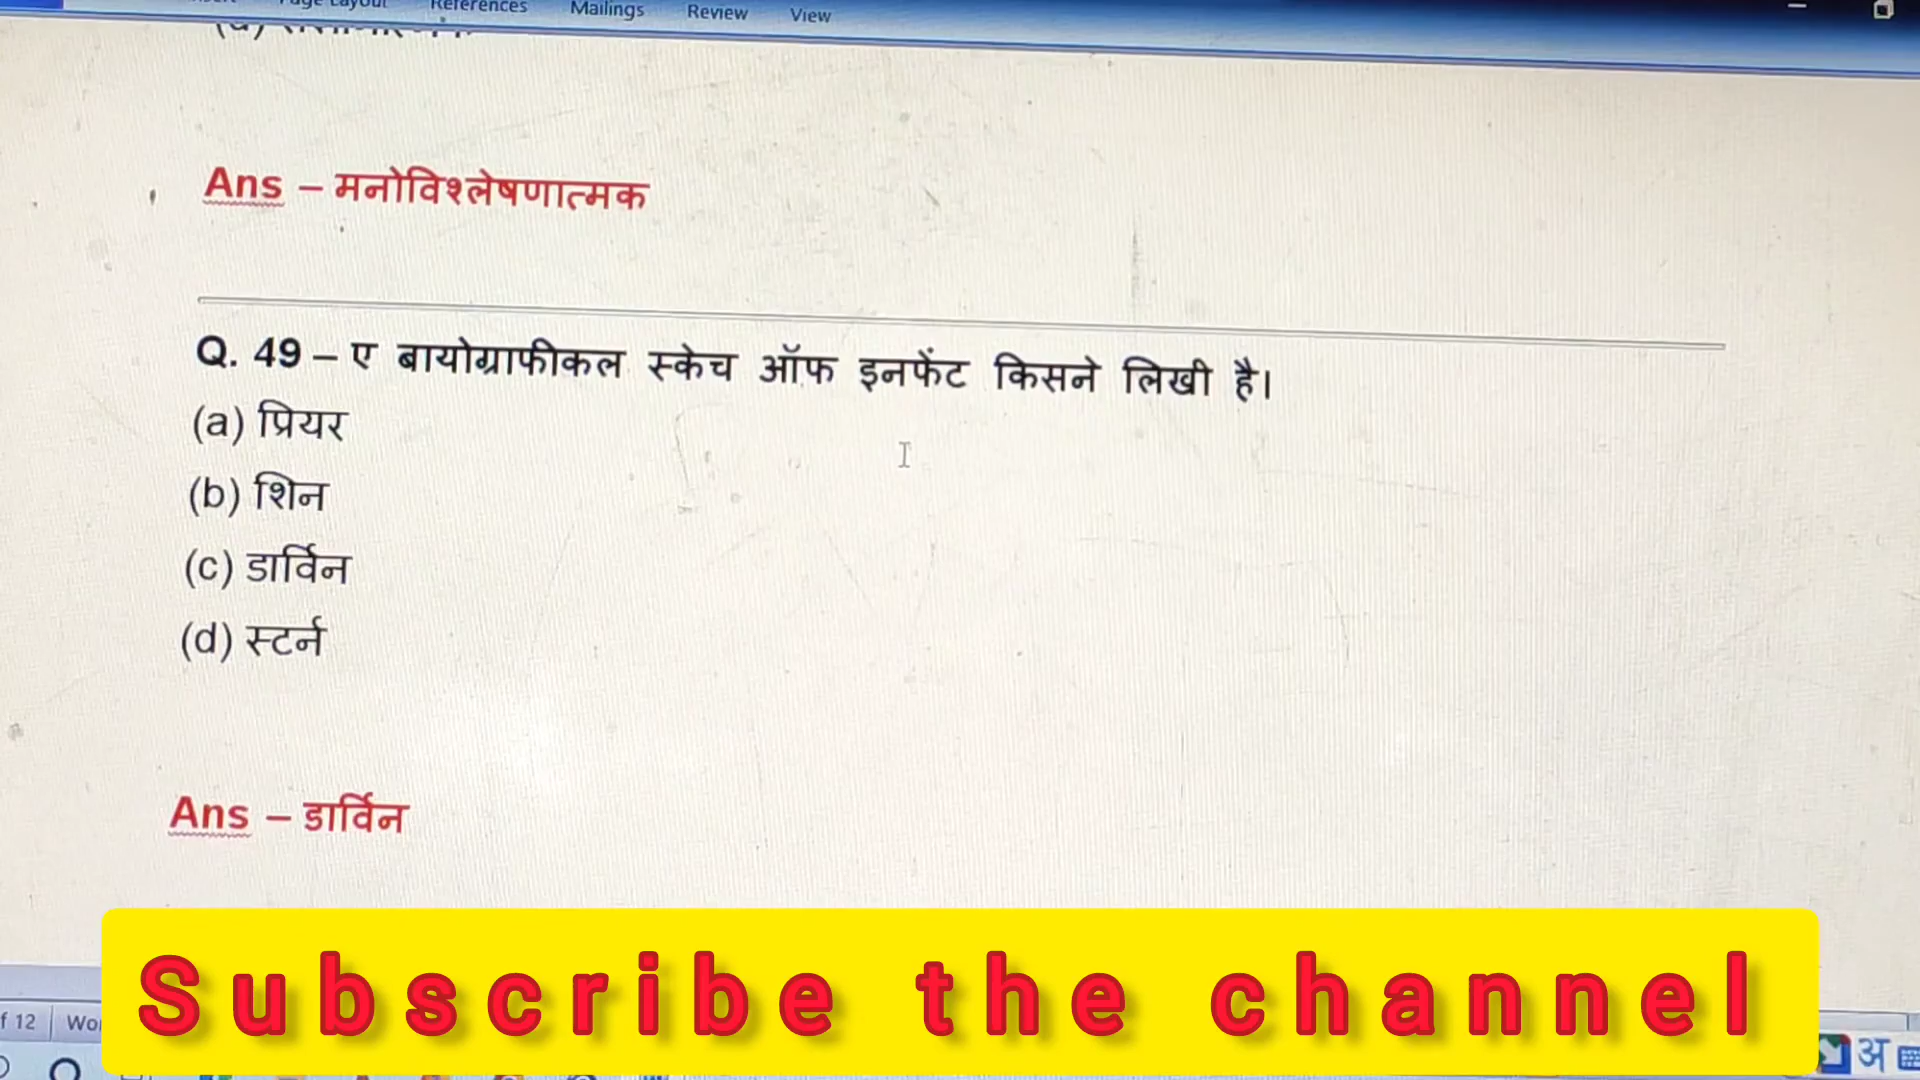 References Mailings Review View
Ans – मनोविश्लेषणात्मक
Q. 49 – ए बायोग्राफीकल स्केच ऑफ इनफेंट किसने लिखी है।
(a) प्रियर
(b) शिन
(c) डार्विन
(d) स्टर्न
Ans – डार्विन
Subscribe the channel
12
अ